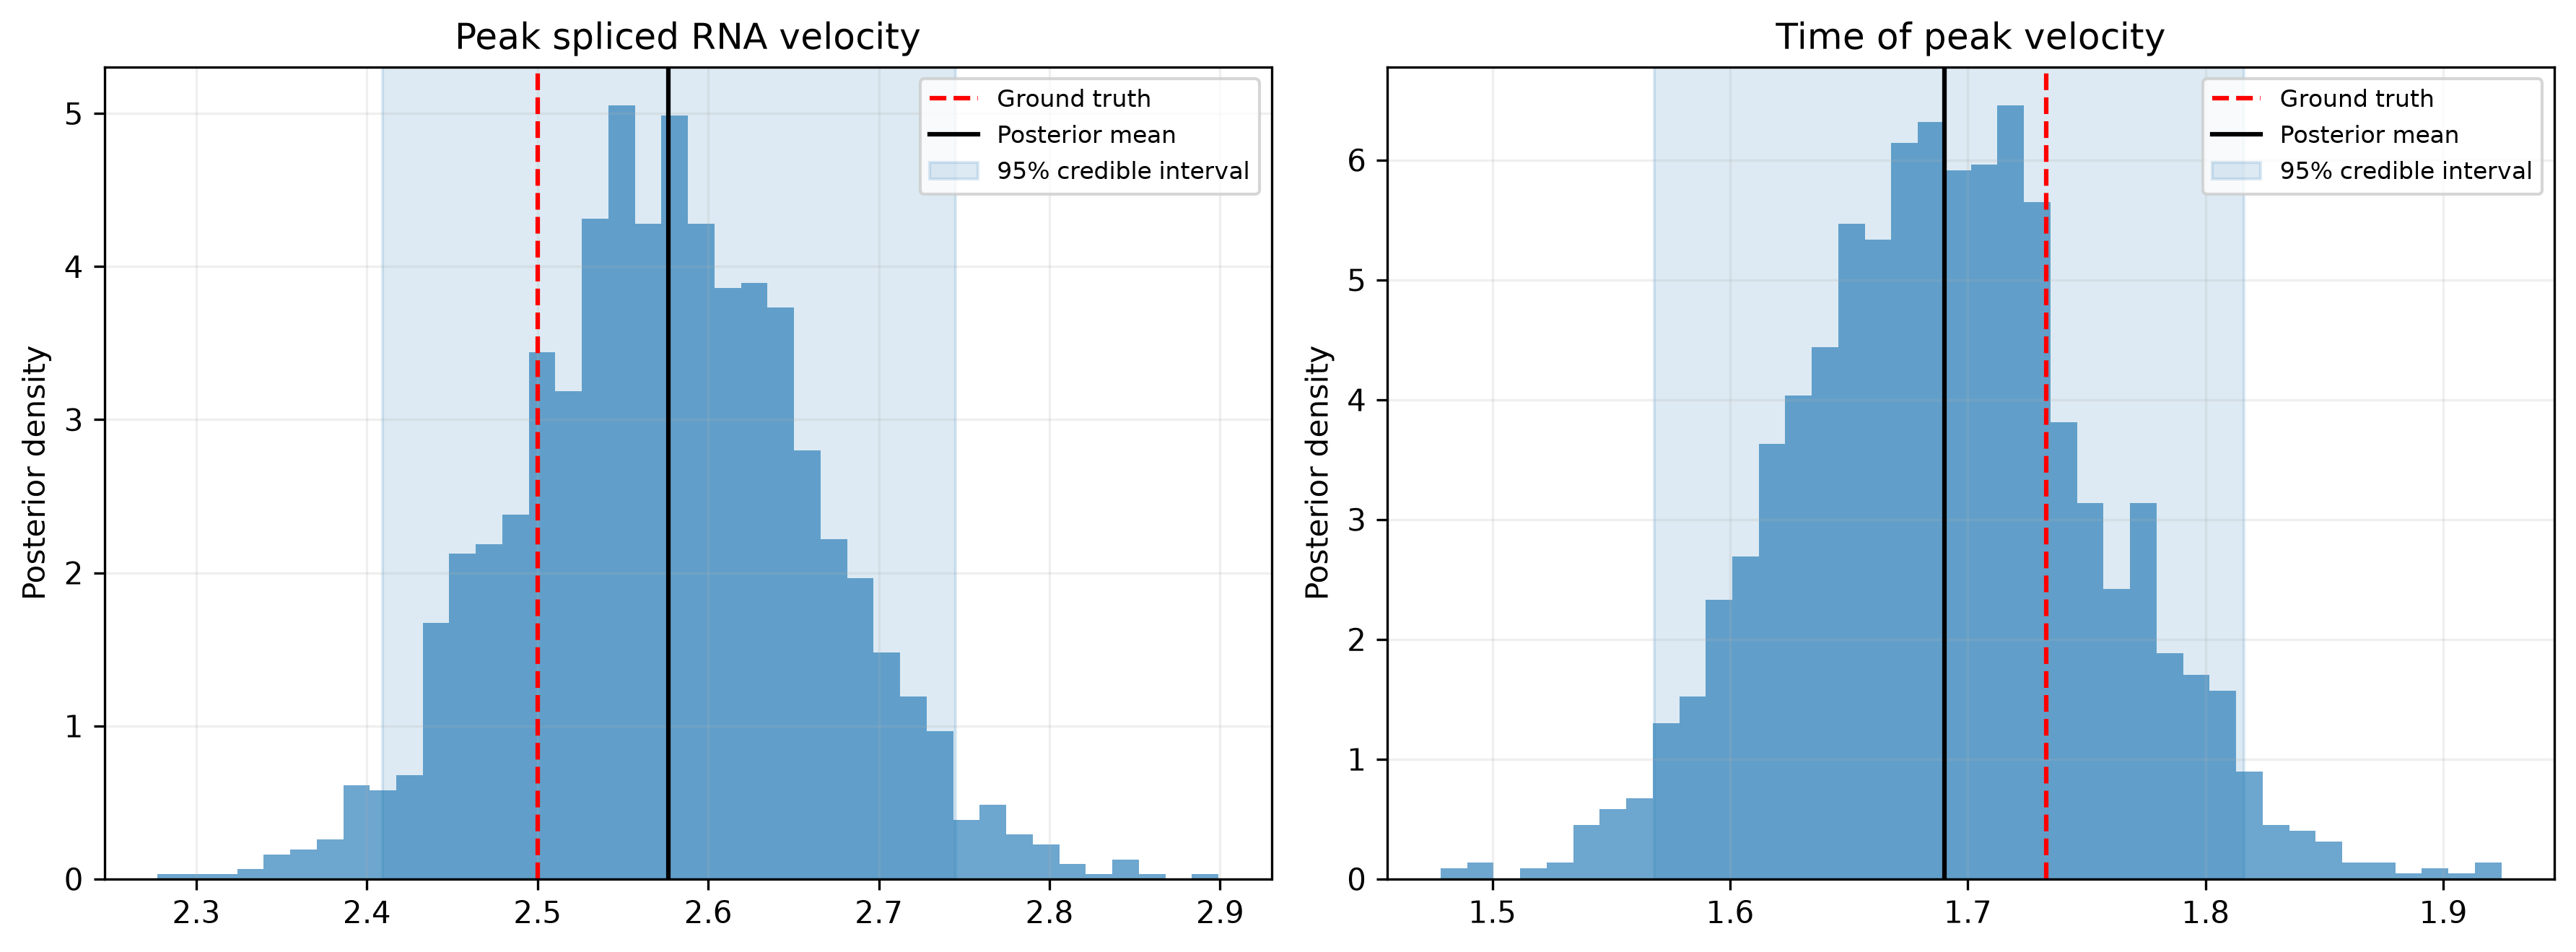 Peak spliced RNA velocity
Ground truth
Posterior mean
95% credible interval
Posterior density
5
4
3
2
1
0
2.3 2.4 2.5 2.6 2.7 2.8 2.9
Time of peak velocity
Ground truth
Posterior mean
95% credible interval
Posterior density
6
5
4
3
2
1
0
1.5 1.6 1.7 1.8 1.9